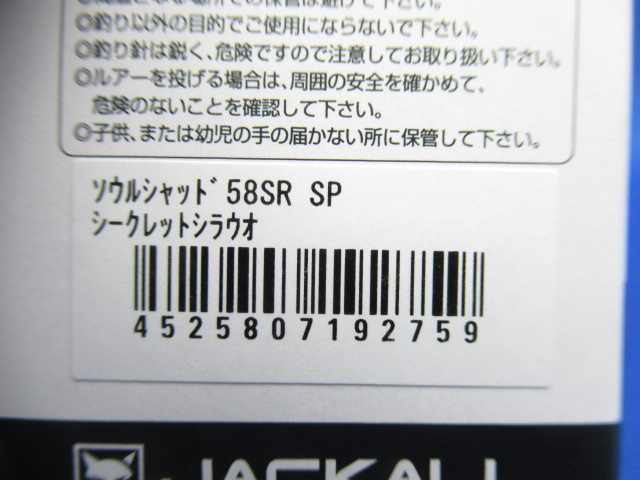 ◎釣り以外の目的でご使用にならないで下さい。
◎釣り針は鋭く、危険ですので注意してお取り扱い下さい。
◎ルアーを投げる場合は、周囲の安全を確かめて、
危険のないことを確認して下さい。
◎子供、または幼児の手の届かない所に保管して下さい。
ソウルシャッド58SR SP
シークレットシラウオ
4525807192759
JACKALL